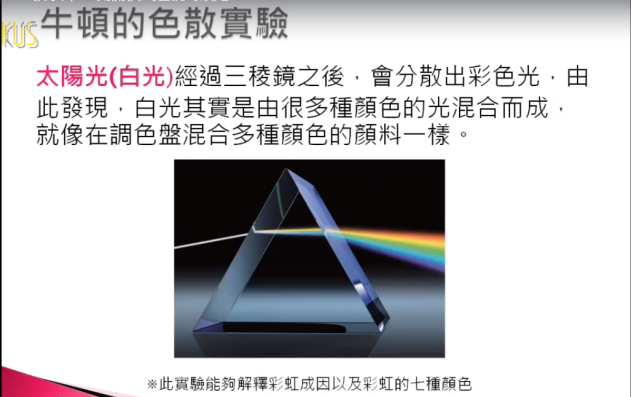 KUS
牛頓的色散實驗
太陽光(白光)經過三稜鏡之後，會分散出彩色光，由
此發現，白光其實是由很多種顏色的光混合而成，
就像在調色盤混合多種顏色的顏料一樣。
※此實驗能夠解釋彩虹成因以及彩虹的七種顏色